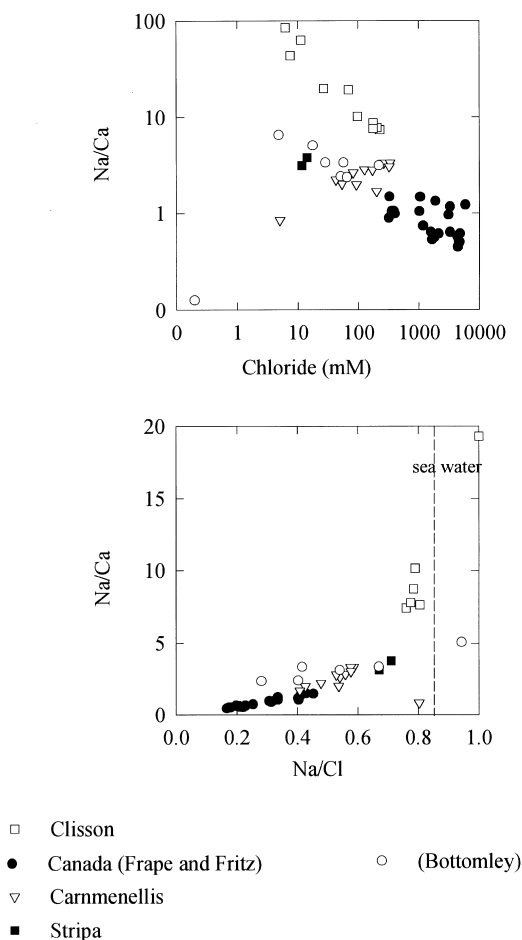 100
10
1
0
Na/Ca
0 1 10 100 1000 10000
Chloride (mM)
20
15
10
5
0
Na/Ca
sea water
0.0 0.2 0.4 0.6 0.8 1.0
Na/Cl
Clisson
Canada (Frape and Fritz) (Bottomley)
Carnmenellis
Stripa